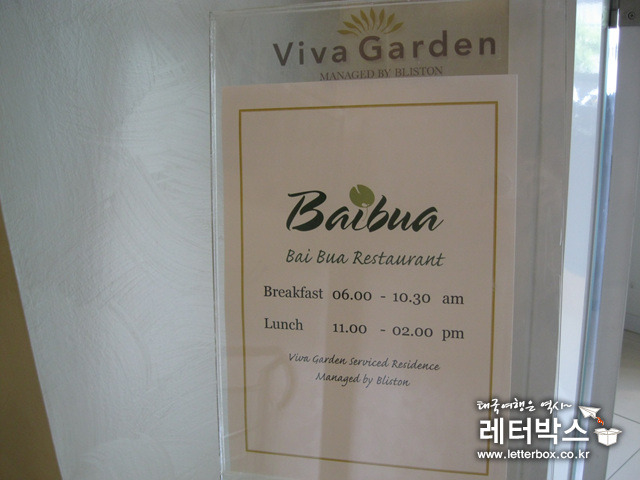 Viva Garden
MANAGED BY BLISTON
Baibua
Bai Bua Restaurant
Breakfast 06.00 - 10.30 am
Lunch 11.00 - 02.00 pm
Viva Garden Serviced Residence
Managed by Bliston
태국여행은 역시~
레터박스
www.letterbox.co.kr